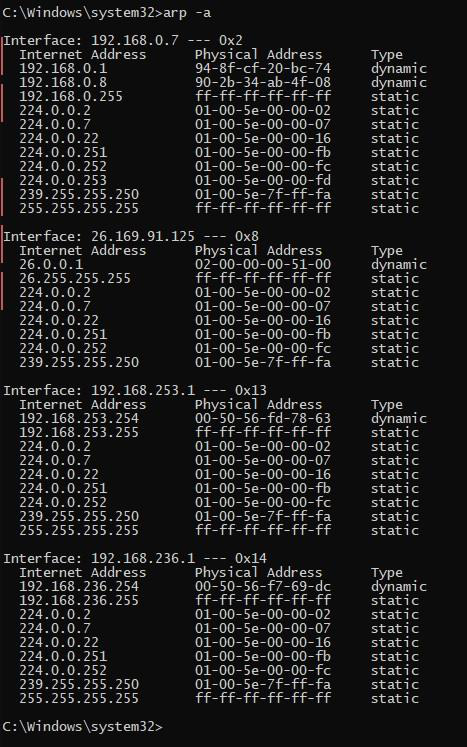 C:\Windows\system32>arp -a
Interface: 192.168.0.7 --- 0x2
Internet Address Physical Address Type
192.168.0.1 94-8f-cf-20-bc-74 dynamic
192.168.0.8 90-2b-34-ab-4f-08 dynamic
192.168.0.255 ff-ff-ff-ff-ff-ff static
224.0.0.2 01-00-5e-00-00-02 static
224.0.0.7 01-00-5e-00-00-07 static
224.0.0.22 01-00-5e-00-00-16 static
224.0.0.251 01-00-5e-00-00-fb static
224.0.0.252 01-00-5e-00-00-fc static
224.0.0.253 01-00-5e-00-00-fd static
239.255.255.250 01-00-5e-7f-ff-fa static
255.255.255.255 ff-ff-ff-ff-ff-ff static
Interface: 26.169.91.125 --- 0x8
Internet Address Physical Address Type
26.0.0.1 02-00-00-00-51-00 dynamic
26.255.255.255 ff-ff-ff-ff-ff-ff static
224.0.0.2 01-00-5e-00-00-02 static
224.0.0.7 01-00-5e-00-00-07 static
224.0.0.22 01-00-5e-00-00-16 static
224.0.0.251 01-00-5e-00-00-fb static
224.0.0.252 01-00-5e-00-00-fc static
239.255.255.250 01-00-5e-7f-ff-fa static
Interface: 192.168.253.1 --- 0x13
Internet Address Physical Address Type
192.168.253.254 00-50-56-fd-78-63 dynamic
192.168.253.255 ff-ff-ff-ff-ff-ff static
224.0.0.2 01-00-5e-00-00-02 static
224.0.0.7 01-00-5e-00-00-07 static
224.0.0.22 01-00-5e-00-00-16 static
224.0.0.251 01-00-5e-00-00-fb static
224.0.0.252 01-00-5e-00-00-fc static
239.255.255.250 01-00-5e-7f-ff-fa static
255.255.255.255 ff-ff-ff-ff-ff-ff static
Interface: 192.168.236.1 --- 0x14
Internet Address Physical Address Type
192.168.236.254 00-50-56-f7-69-dc dynamic
192.168.236.255 ff-ff-ff-ff-ff-ff static
224.0.0.2 01-00-5e-00-00-02 static
224.0.0.7 01-00-5e-00-00-07 static
224.0.0.22 01-00-5e-00-00-16 static
224.0.0.251 01-00-5e-00-00-fb static
224.0.0.252 01-00-5e-00-00-fc static
239.255.255.250 01-00-5e-7f-ff-fa static
255.255.255.255 ff-ff-ff-ff-ff-ff static
C:\Windows\system32>